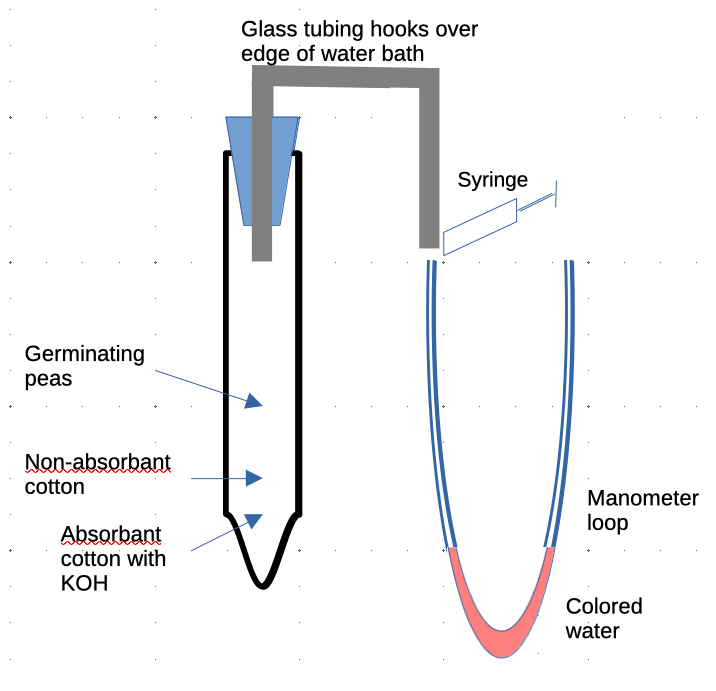 Glass tubing hooks over
edge of water bath
Syringe
Germinating
peas
Non-absorbant
cotton
Manometer
loop
Absorbant
cotton with
KOH
Colored
water